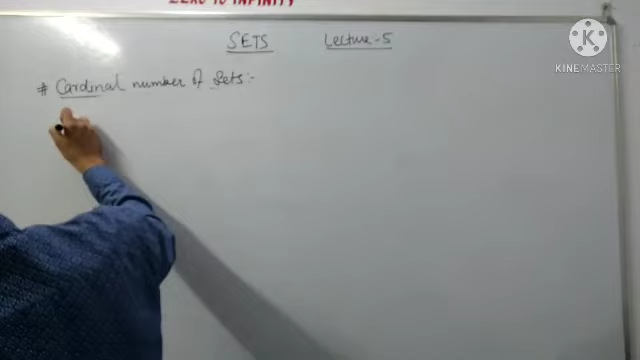 ZERO TO INFINITY
SETS Lecture-5
# Cardinal number of Sets:-
KINEMASTER